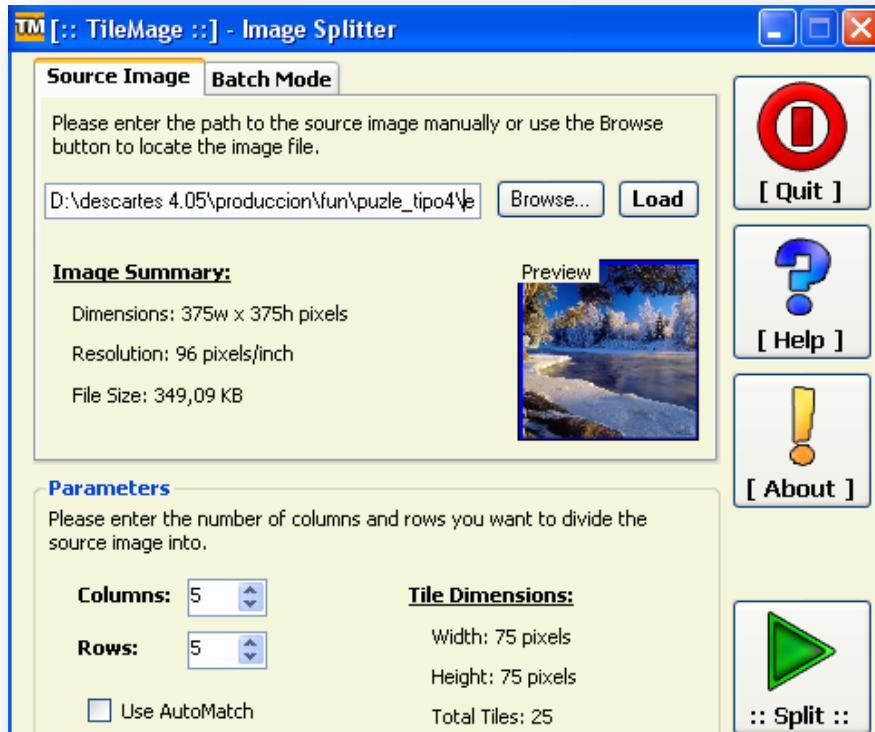 TM [:: TileMage ::] - Image Splitter
Source Image
Batch Mode
Please enter the path to the source image manually or use the Browse
button to locate the image file.
D:\descartes 4.05\produccion\fun\puzle_tipo4\e
Browse...
Load
Image Summary:
Preview
Dimensions: 375w x 375h pixels
Resolution: 96 pixels/inch
File Size: 349,09 KB
[ Quit ]
[ Help ]
[ About ]
Parameters
Please enter the number of columns and rows you want to divide the
source image into.
Columns: 5
Rows: 5
Use AutoMatch
Tile Dimensions:
Width: 75 pixels
Height: 75 pixels
Total Tiles: 25
:: Split ::